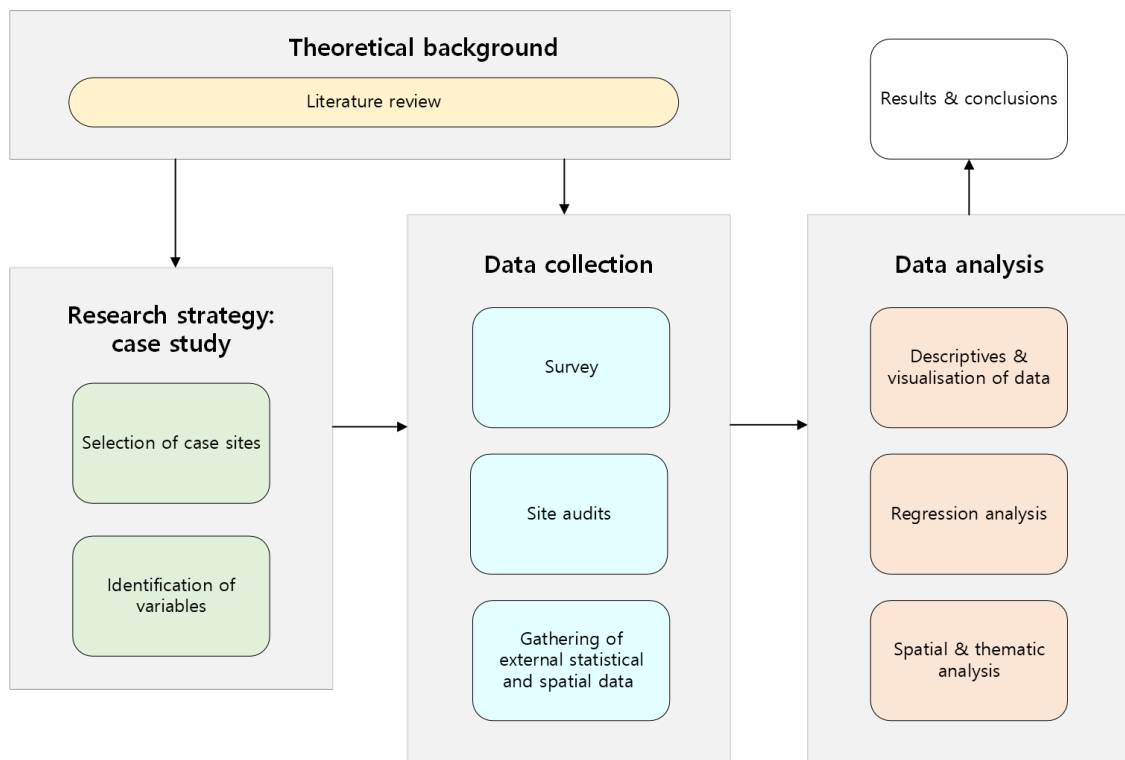 Theoretical background
Literature review
Research strategy:
case study
Selection of case sites
Identification of
variables
Data collection
Survey
Site audits
Gathering of
external statistical
and spatial data
Data analysis
Descriptives &
visualisation of data
Regression analysis
Spatial & thematic
analysis
Results & conclusions